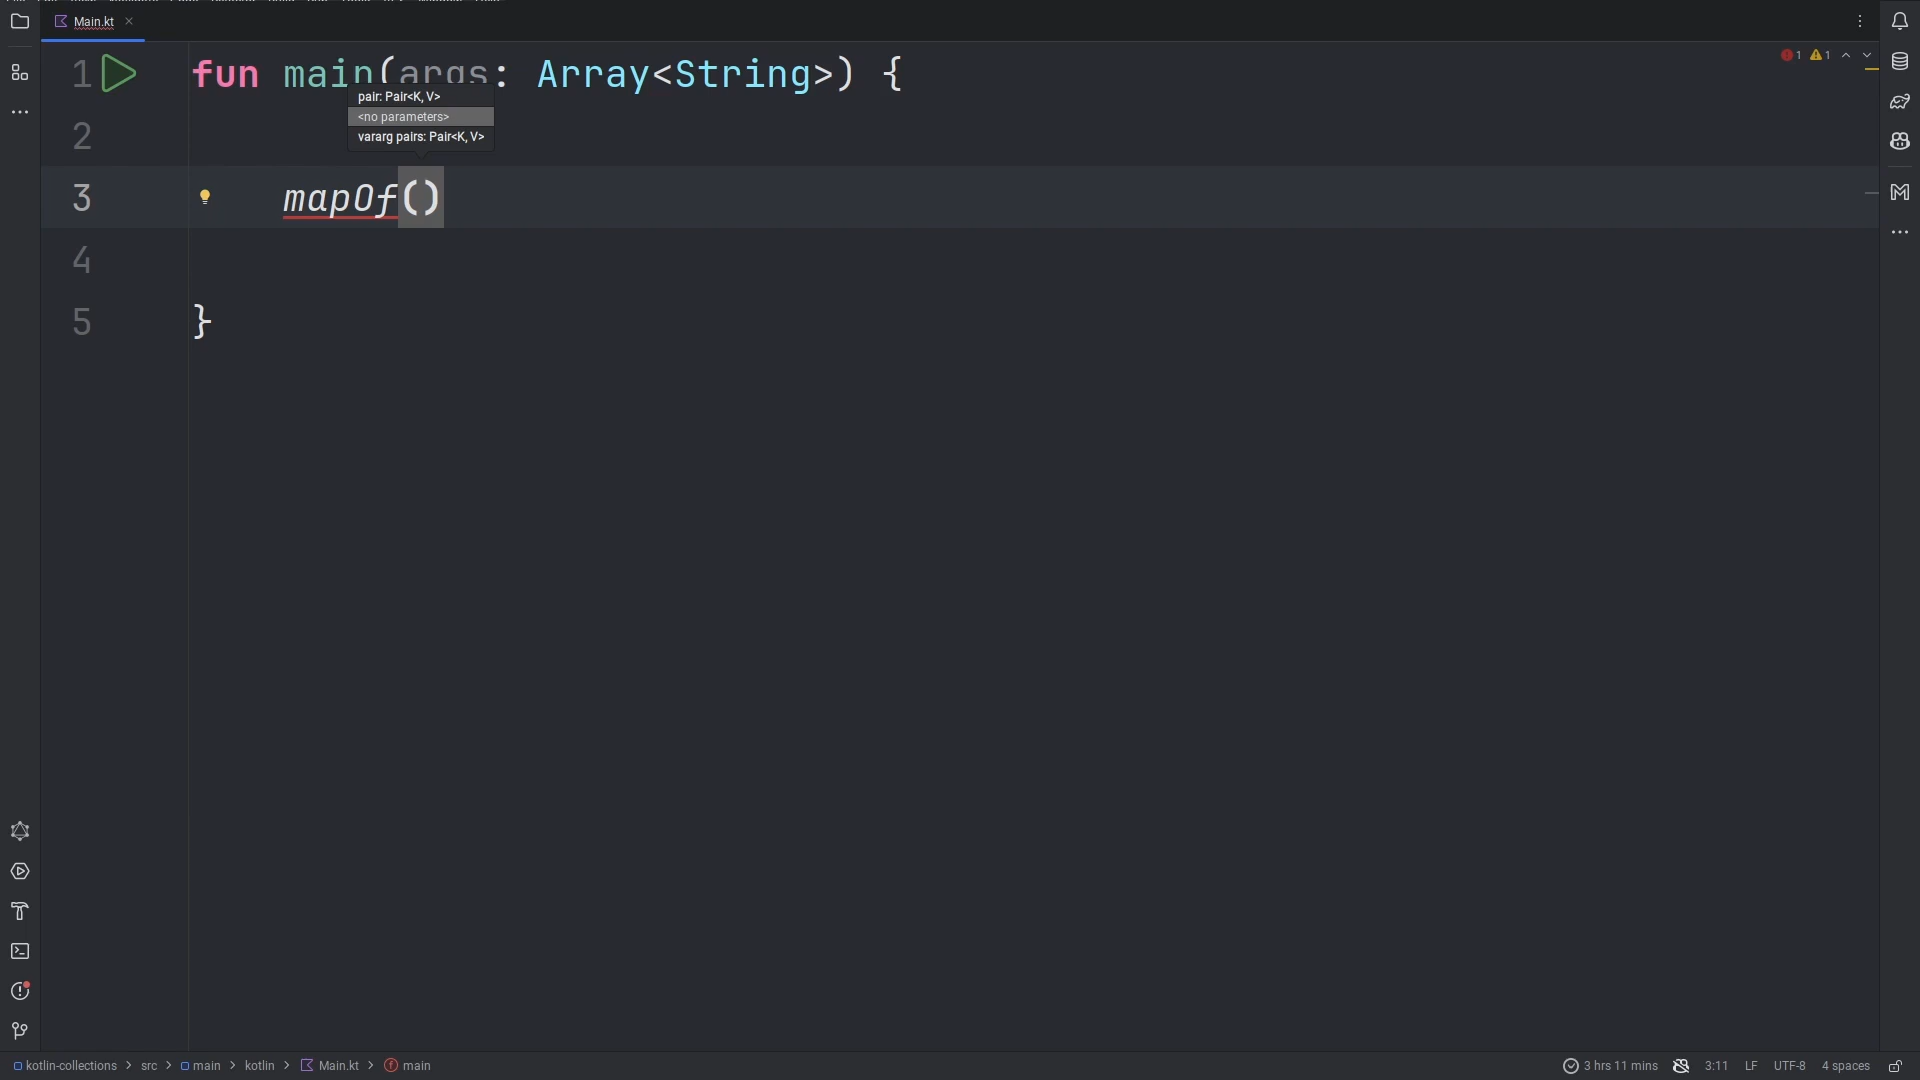 Main.kt
1 fun main(args: Array<String>) {
1 1
pair: Pair<K, V>
<no parameters>
vararg pairs: Pair<K, V>
2
3 mapOf()
4
5 }
kotlin-collections > src > main > kotlin > Main.kt > main
3 hrs 11 mins 3:11 LF UTF-8 4 spaces